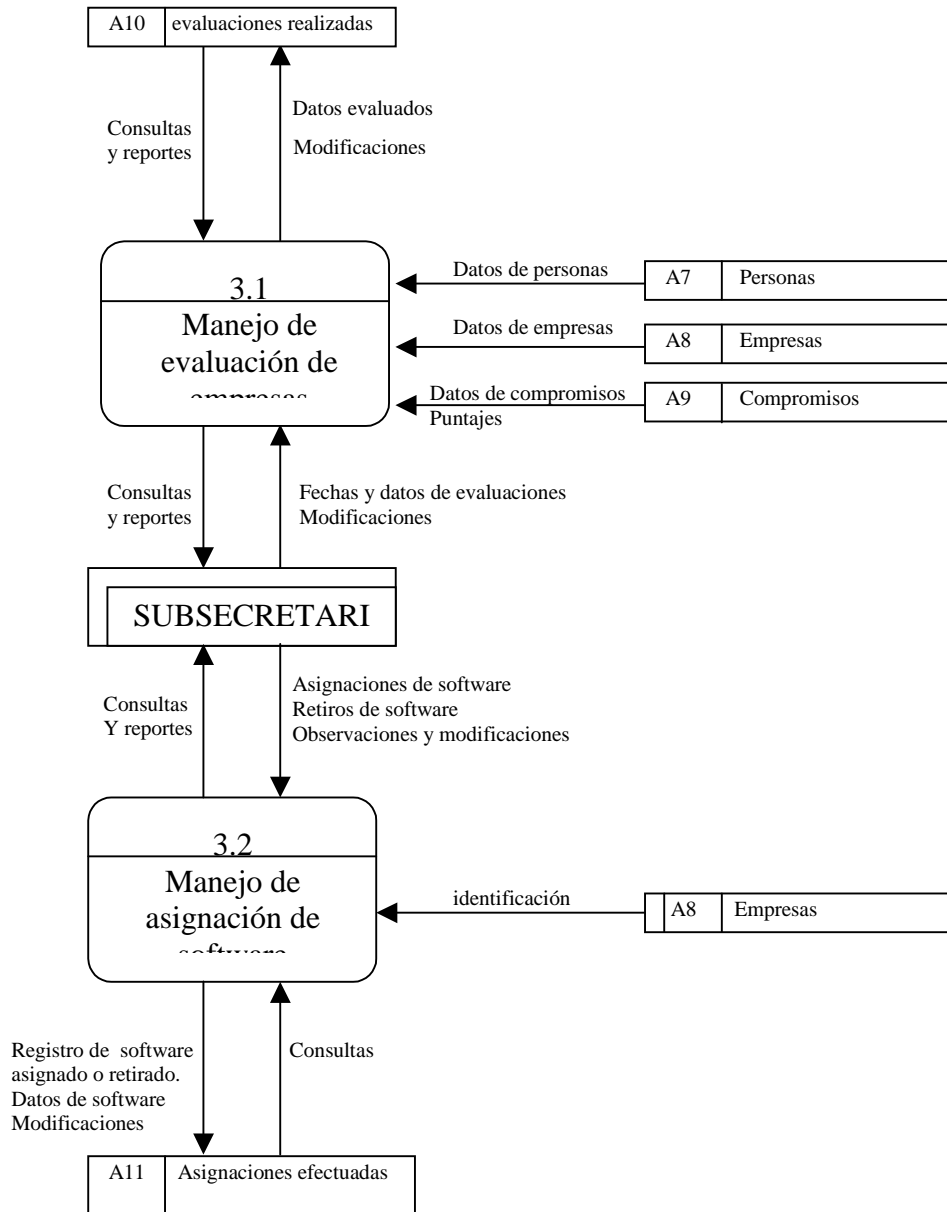 A10 evaluaciones realizadas
Datos evaluados
Modificaciones
Consultas
y reportes
3.1
Manejo de
evaluación de
empresas
Datos de personas
A7 Personas
Datos de empresas
A8 Empresas
Datos de compromisos
Puntajes
A9 Compromisos
Consultas
y reportes
Fechas y datos de evaluaciones
Modificaciones
SUBSECRETARI
Consultas
Y reportes
Asignaciones de software
Retiros de software
Observaciones y modificaciones
3.2
Manejo de
asignación de
software
identificación
A8 Empresas
Registro de software
asignado o retirado.
Datos de software
Modificaciones
Consultas
A11 Asignaciones efectuadas